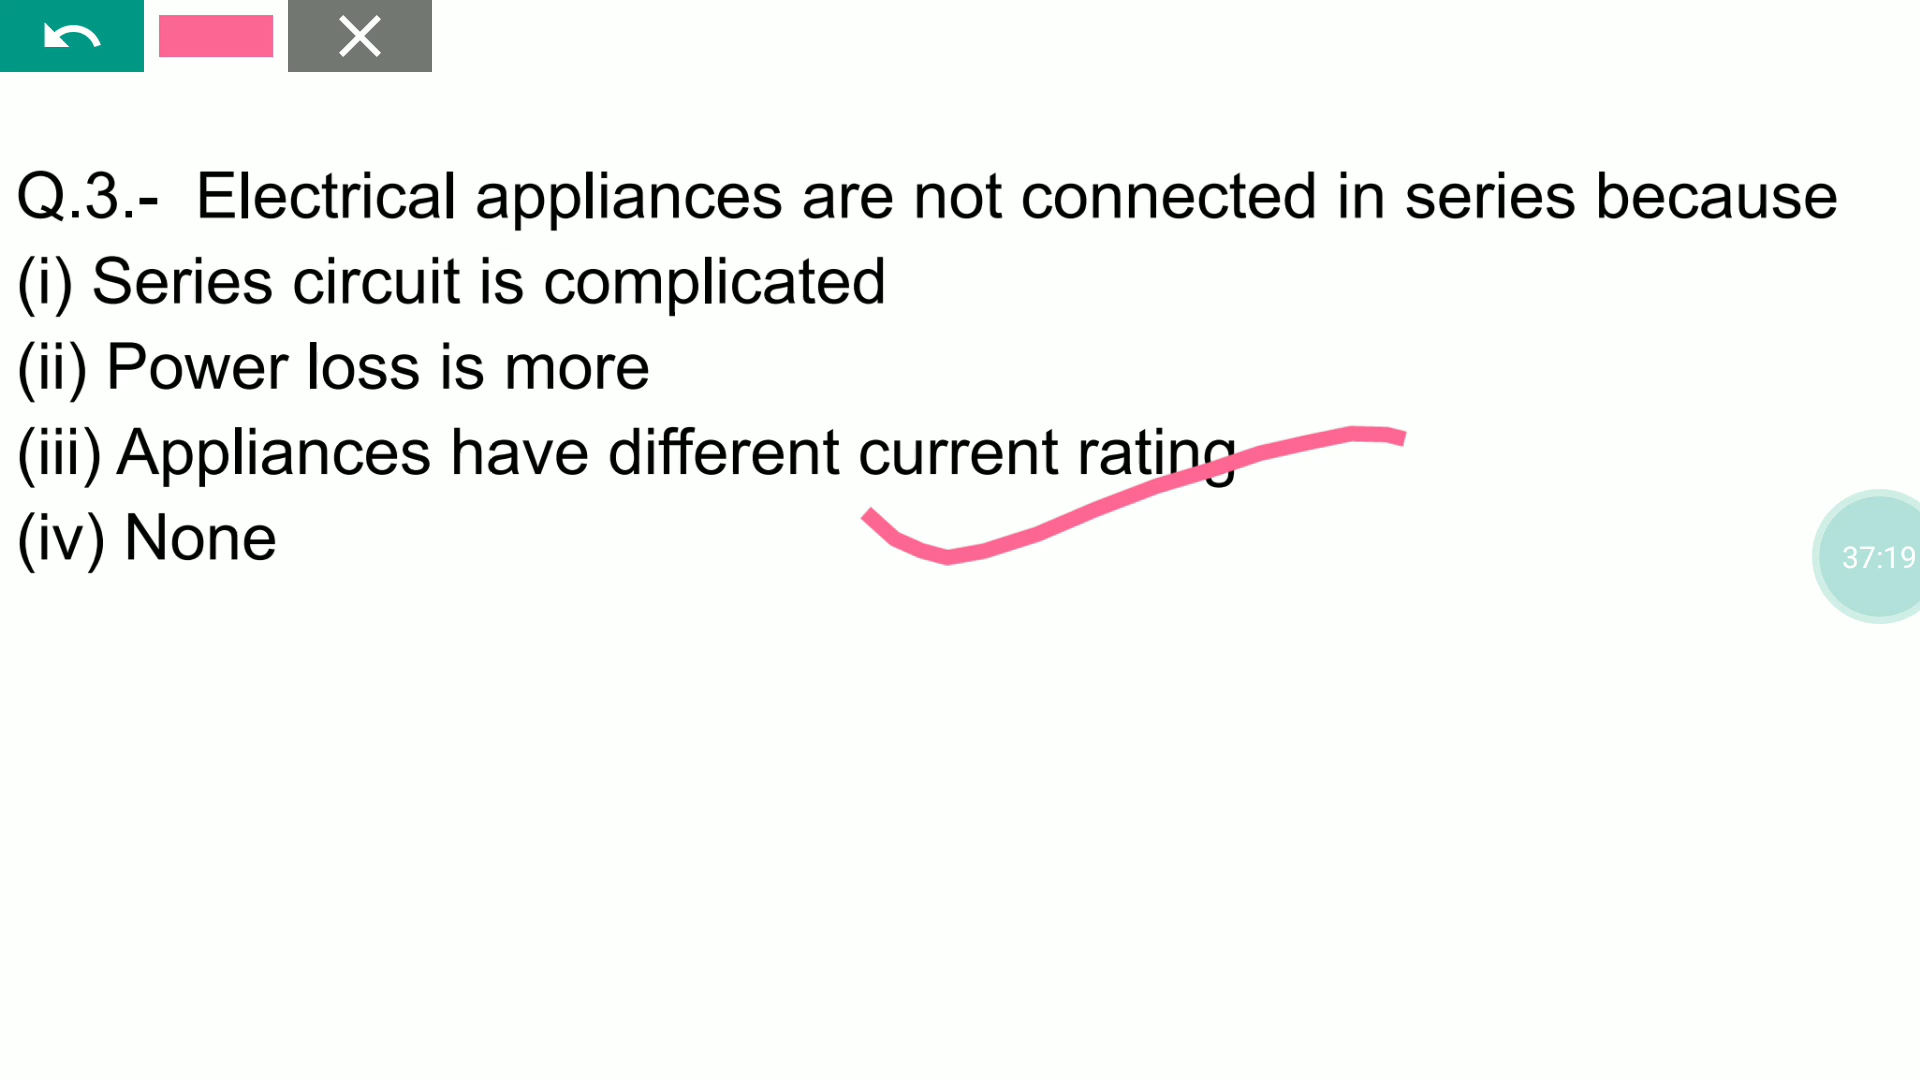 Q.3.- Electrical appliances are not connected in series because
(i) Series circuit is complicated
(ii) Power loss is more
(iii) Appliances have different current rating
(iv) None
37:19